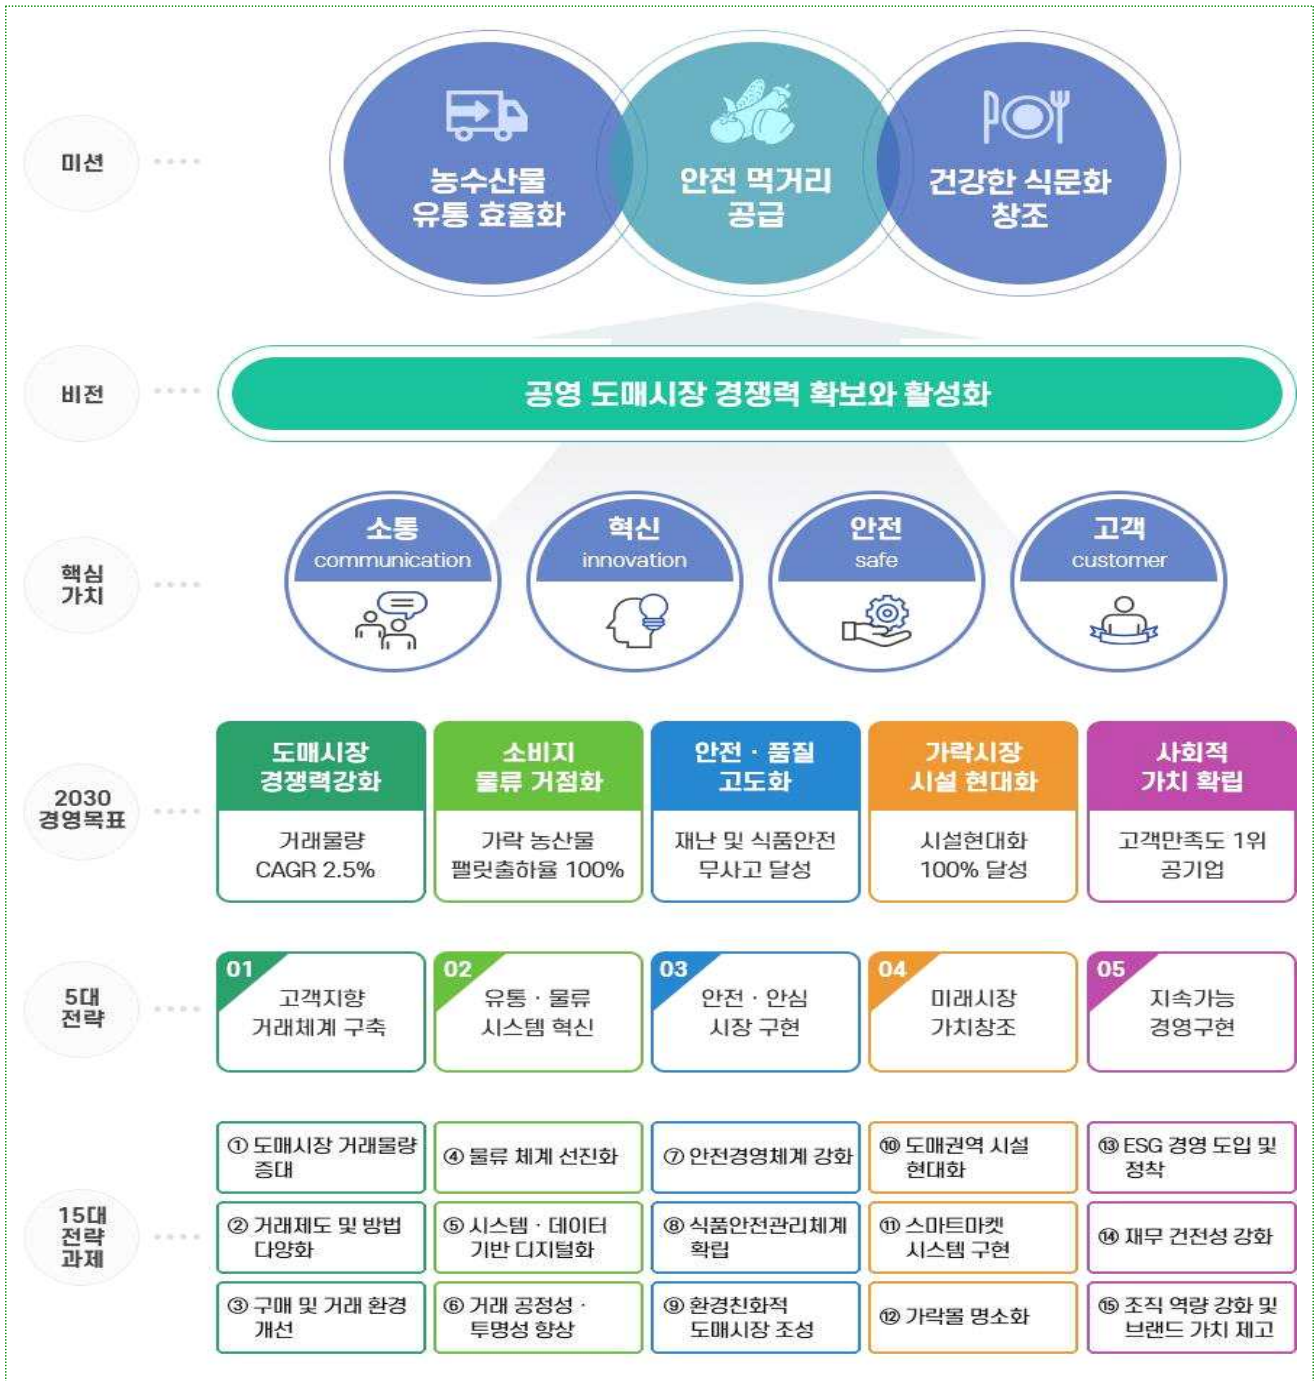 미션
농수산물
유통 효율화
안전 먹거리
공급
건강한 식문화
창조
비전
공영 도매시장 경쟁력 확보와 활성화
핵심
가치
소통
communication
혁신
innovation
안전
safe
고객
customer
2030
경영목표
도매시장
경쟁력강화
거래물량
CAGR 2.5%
소비지
물류 거점화
가락 농산물
팰릿출하율 100%
안전 · 품질
고도화
재난 및 식품안전
무사고 달성
가락시장
시설 현대화
시설현대화
100% 달성
사회적
가치 확립
고객만족도 1위
공기업
5대
전략
01
고객지향
거래체계 구축
02
유통 · 물류
시스템 혁신
03
안전 · 안심
시장 구현
04
미래시장
가치창조
05
지속가능
경영구현
15대
전략
과제
① 도매시장 거래물량
증대
② 거래제도 및 방법
다양화
③ 구매 및 거래 환경
개선
④ 물류 체계 선진화
⑤ 시스템 · 데이터
기반 디지털화
⑥ 거래 공정성 ·
투명성 향상
⑦ 안전경영체계 강화
⑧ 식품안전관리체계
확립
⑨ 환경친화적
도매시장 조성
⑩ 도매권역 시설
현대화
⑪ 스마트마켓
시스템 구현
⑫ 가락몰 명소화
⑬ ESG 경영 도입 및
정착
⑭ 재무 건전성 강화
⑮ 조직 역량 강화 및
브랜드 가치 제고